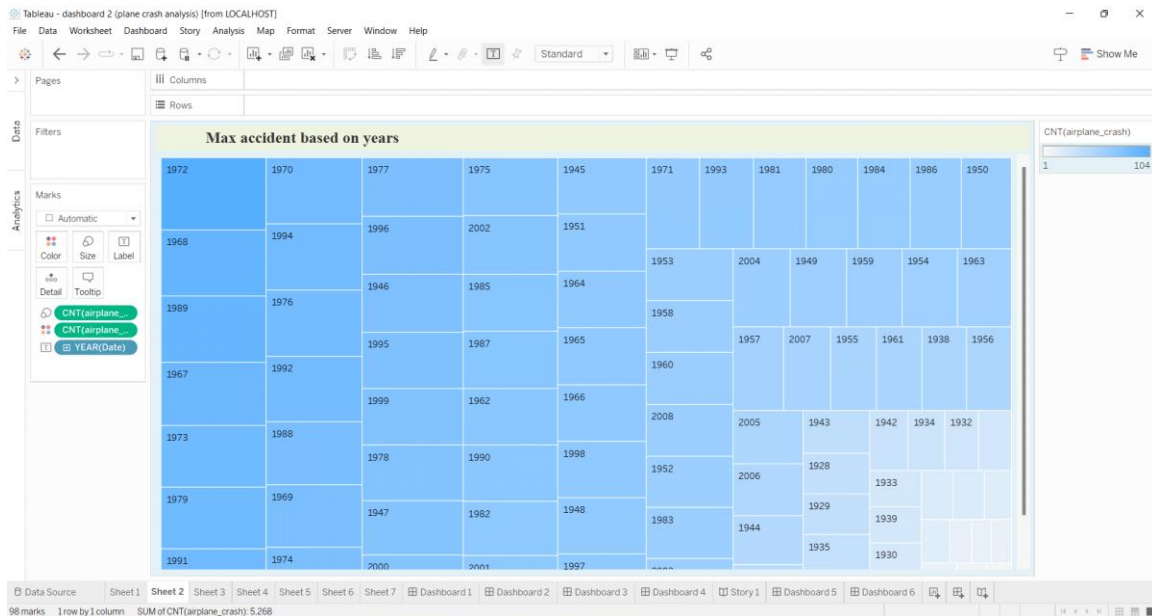 Tableau - dashboard 2 (plane crash analysis) [from LOCALHOST]
File Data Worksheet Dashboard Story Analysis Map Format Server Window Help
Standard
Show Me
Pages
Columns
Rows
Data
Analytics
Filters
Marks
Automatic
Color Size Label
Detail Tooltip
CNT(airplane_..
CNT(airplane_..
YEAR(Date)
Max accident based on years
CNT(airplane_crash)
1 104
1972 1970 1977 1975 1945 1971 1993 1981 1980 1984 1986 1950
1968 1994 1996 2002 1951
1953 2004 1949 1959 1954 1963
1989 1976 1946 1985 1964
1958
1957 2007 1955 1961 1938 1956
1967 1992 1995 1987 1965
1960
1999 1962 1966
2008 2005 1943 1942 1934 1932
1973 1988
1978 1990 1998
1952 2006 1928 1933
1979 1969 1947 1982 1948
1983 1944 1929 1939
1935 1930
1991 1974 2000 2001 1997
Data Source Sheet 1 Sheet 2 Sheet 3 Sheet 4 Sheet 5 Sheet 6 Sheet 7 Dashboard 1 Dashboard 2 Dashboard 3 Dashboard 4 Story 1 Dashboard 5 Dashboard 6
98 marks 1 row by 1 column SUM of CNT(airplane_crash): 5,268